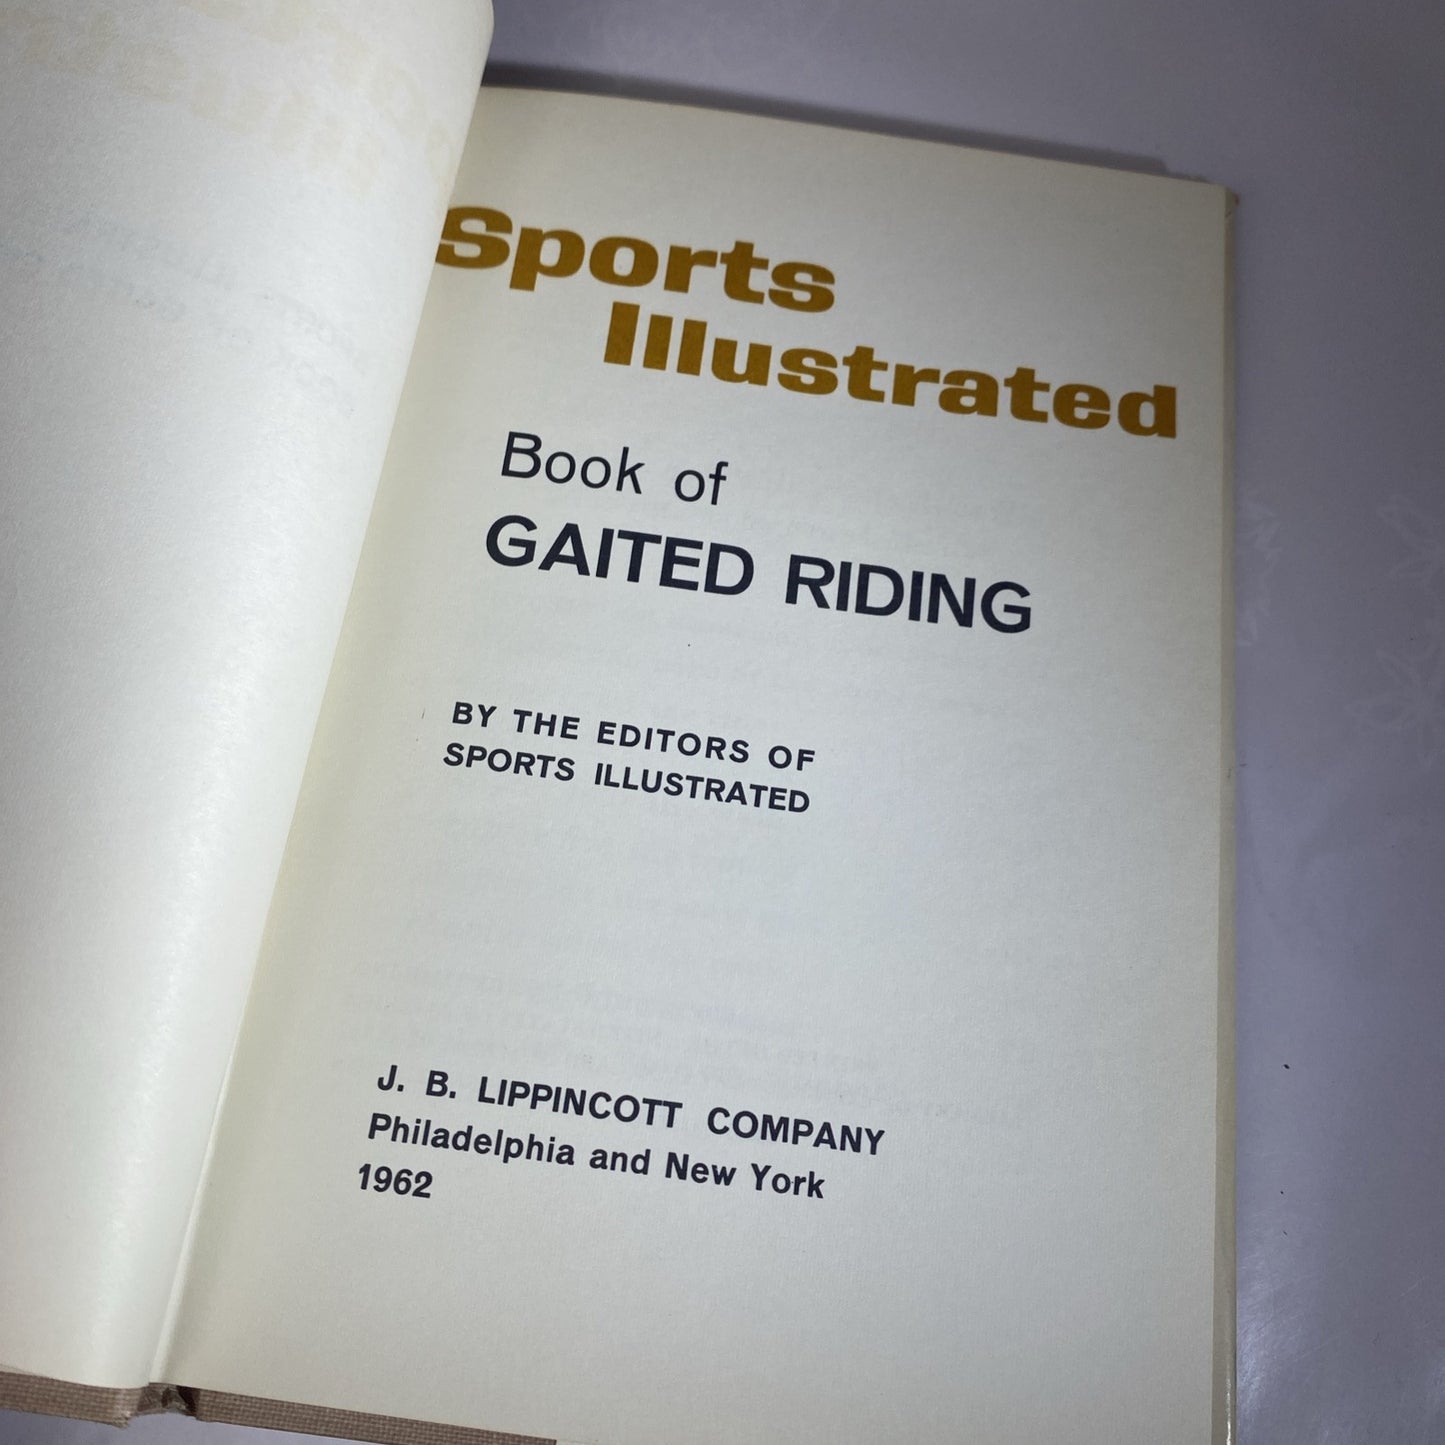 Sports
Illustrated
Book of
GAITED RIDING
BY THE EDITORS OF
SPORTS ILLUSTRATED
J. B. LIPPINCOTT COMPANY
Philadelphia and New York
1962